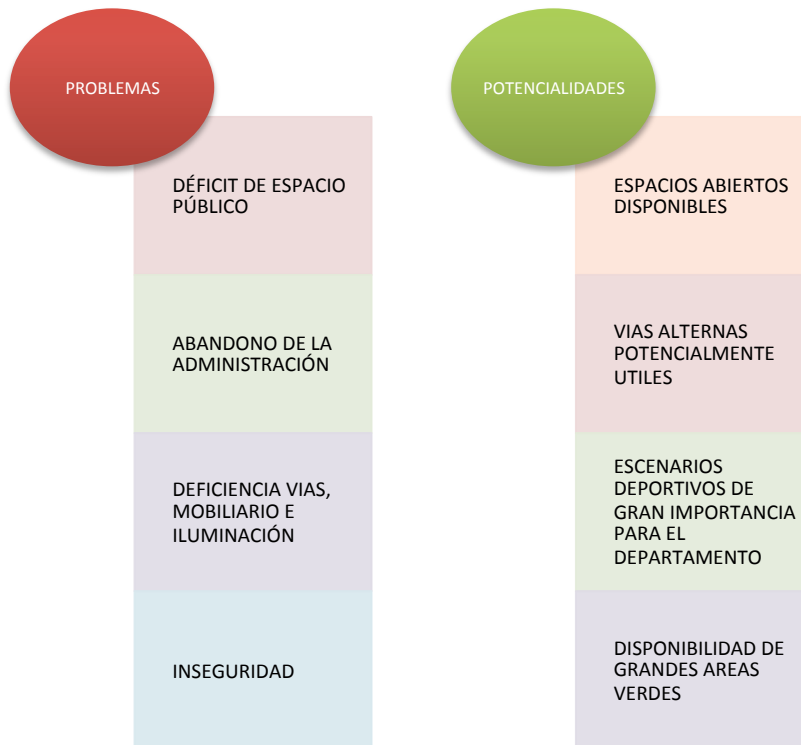 PROBLEMAS
DÉFICIT DE ESPACIO
PÚBLICO
ABANDONO DE LA
ADMINISTRACIÓN
DEFICIENCIA VIAS,
MOBILIARIO E
ILUMINACIÓN
INSEGURIDAD
POTENCIALIDADES
ESPACIOS ABIERTOS
DISPONIBLES
VIAS ALTERNAS
POTENCIALMENTE
UTILES
ESCENARIOS
DEPORTIVOS DE
GRAN IMPORTANCIA
PARA EL
DEPARTAMENTO
DISPONIBILIDAD DE
GRANDES AREAS
VERDES